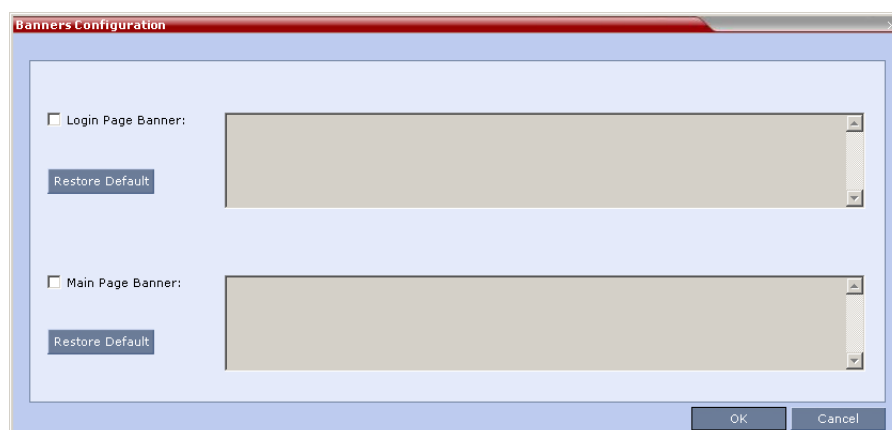 Banners Configuration
Login Page Banner:
Restore Default
Main Page Banner:
Restore Default
OK Cancel